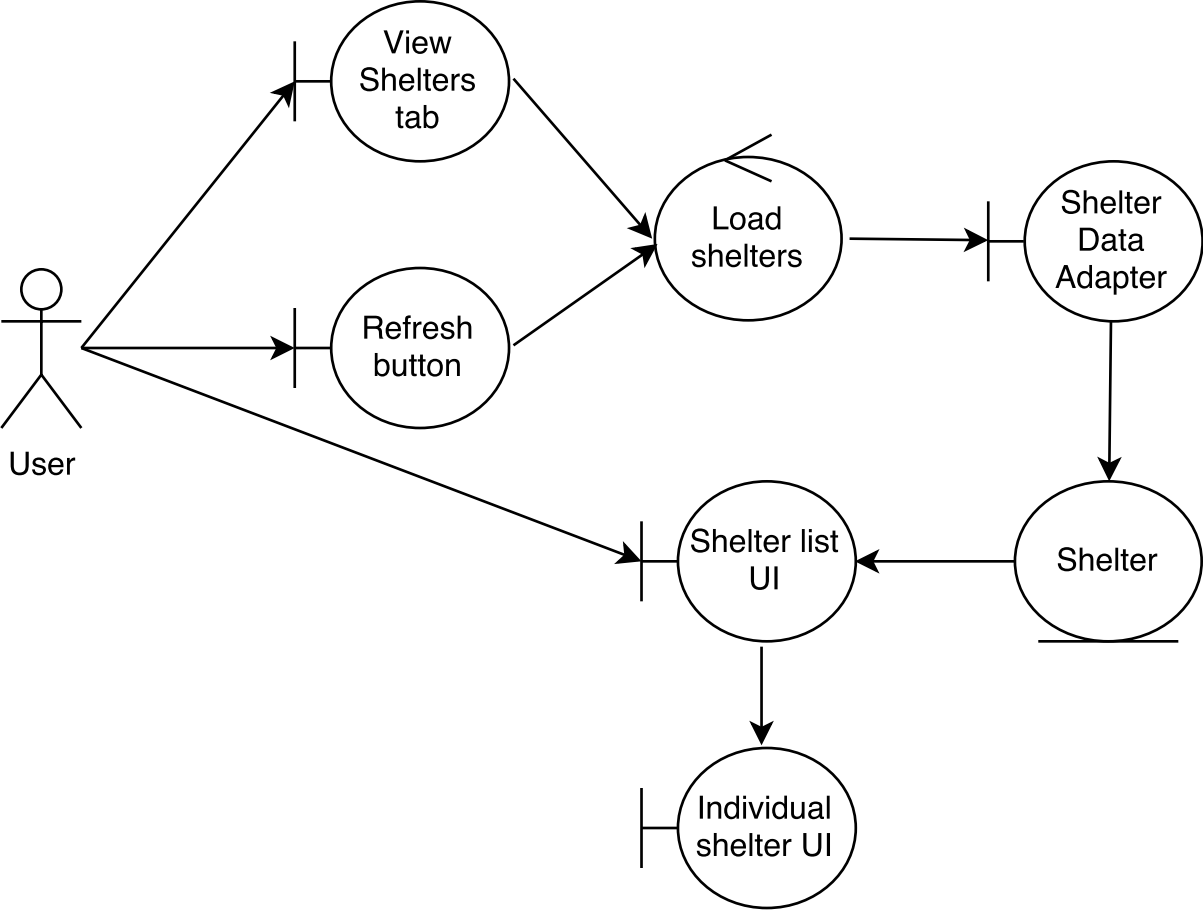 View
Shelters
tab
Load
shelters
Shelter
Data
Adapter
Refresh
button
User
Shelter list
UI
Shelter
Individual
shelter UI